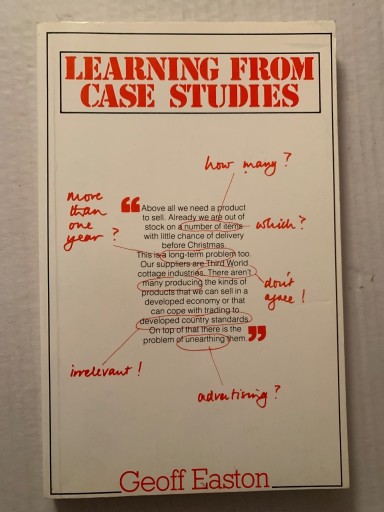 LEARNING FROM
CASE STUDIES
how many?
more
than
one
year?
“
Above all we need a product
to sell. Already we are out of
stock on a number of items
with little chance of delivery
before Christmas.
This is a long-term problem too.
Our suppliers are Third World
cottage industries. There aren't
many producing the kinds of
products that we can sell in a
developed economy or that
can cope with trading to
developed country standards.
On top of that there is the
problem of unearthing them.
”
which?
don't
agree!
irrelevant!
advertising?
Geoff Easton